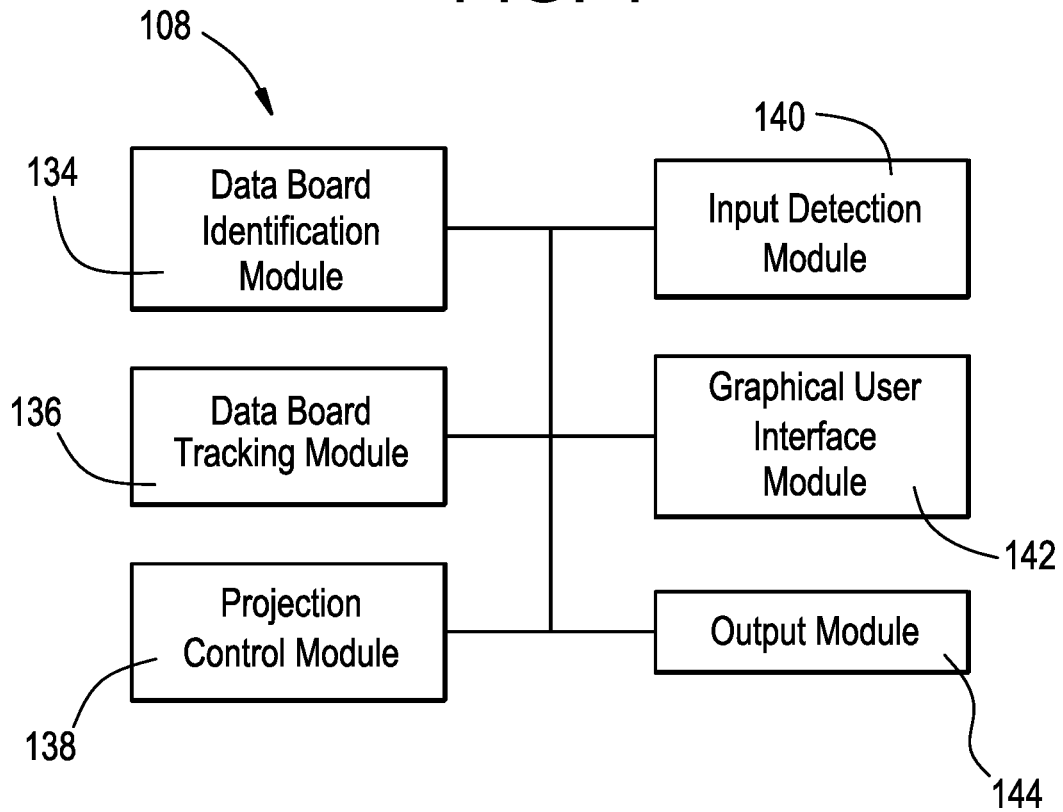 108
134
Data Board
Identification
Module
140
Input Detection
Module
136
Data Board
Tracking Module
Graphical User
Interface
Module
142
138
Projection
Control Module
Output Module
144